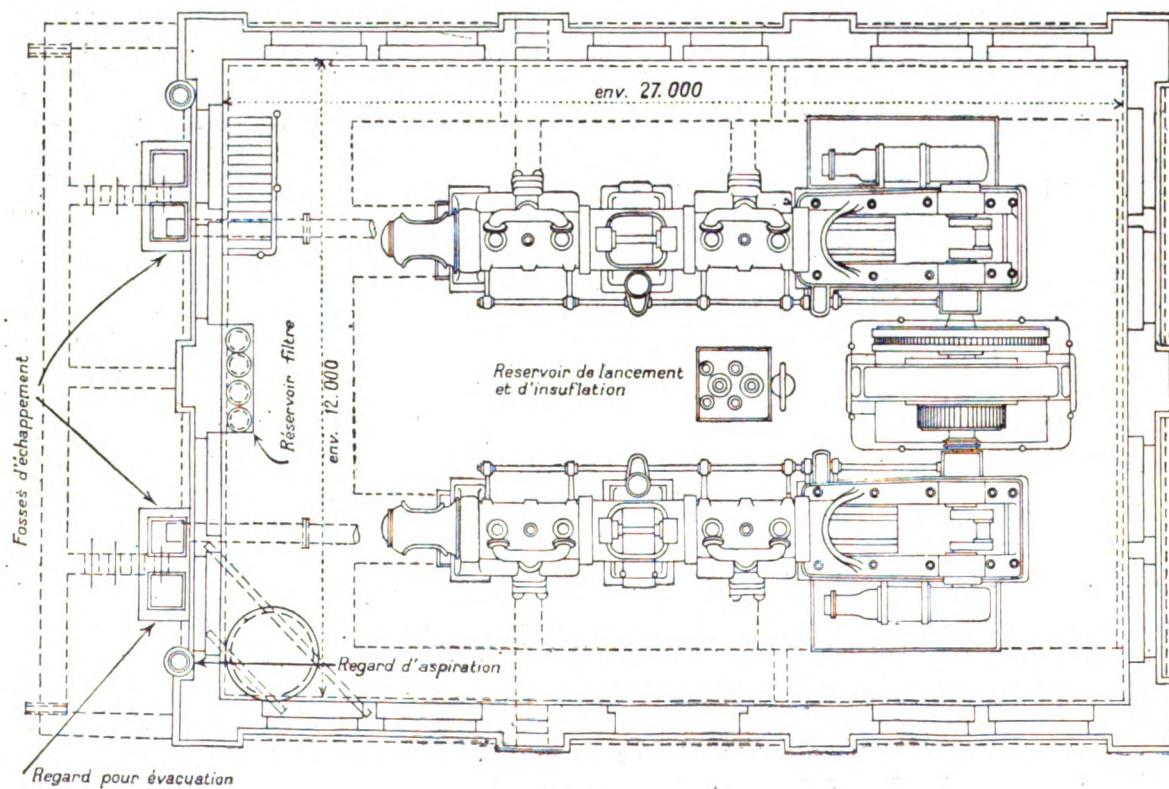 env. 27.000
Fosses d'échappement
Réservoir filtre
env. 12.000
Réservoir de lancement
et d'insuflation
Regard d'aspiration
Regard pour évacuation